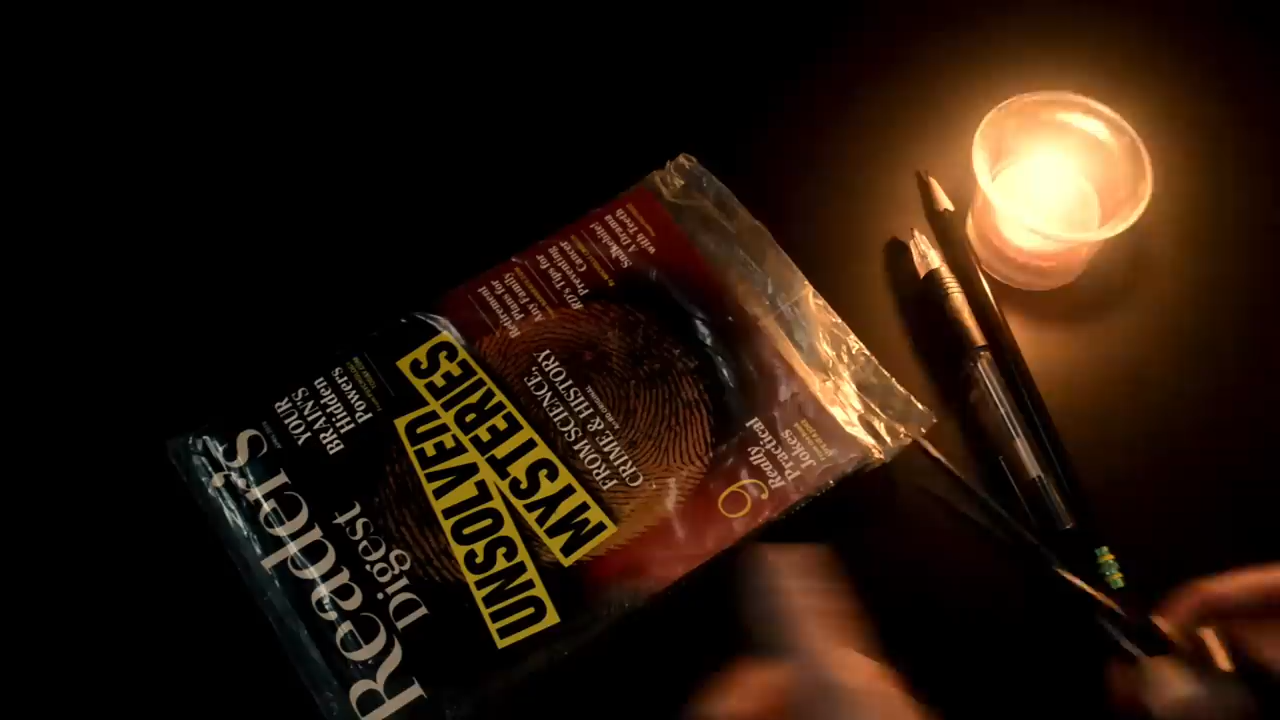 Reader's
Digest
YOUR
BRAIN'S
Hidden
Powers
UNSOLVED
MYSTERIES
FROM SCIENCE,
CRIME & HISTORY
Retirement
Plans for
Any Family
RD's Tips for
Preventing
Cancer
Snakebite!
A Drama
with Teeth
9
Really
Practical
Jokes